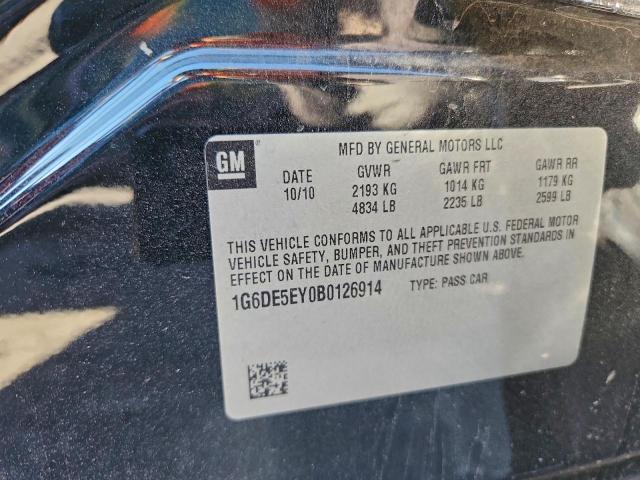 GM
MFD BY GENERAL MOTORS LLC
DATE GVWR GAWR FRT GAWR RR
10/10 2193 KG 1014 KG 1179 KG
4834 LB 2235 LB 2599 LB
THIS VEHICLE CONFORMS TO ALL APPLICABLE U.S. FEDERAL MOTOR
VEHICLE SAFETY, BUMPER, AND THEFT PREVENTION STANDARDS IN
EFFECT ON THE DATE OF MANUFACTURE SHOWN ABOVE.
1G6DE5EY0B0126914 TYPE: PASS CAR